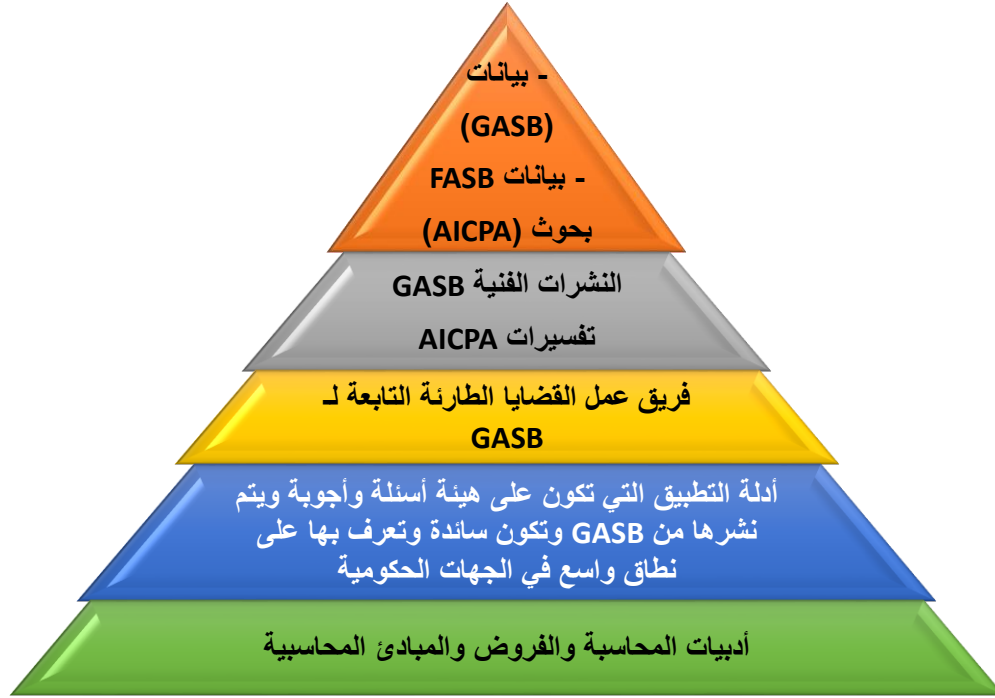 - بيانات
(GASB)
- بيانات FASB
بحوث (AICPA)
النشرات الفنية GASB
تفسيرات AICPA
فريق عمل القضايا الطارئة التابعة لـ
GASB
أدلة التطبيق التي تكون على هيئة أسئلة وأجوبة ويتم
نشرها من GASB وتكون سائدة وتعرف بها على
نطاق واسع في الجهات الحكومية
أدبيات المحاسبة والفروض والمبادئ المحاسبية